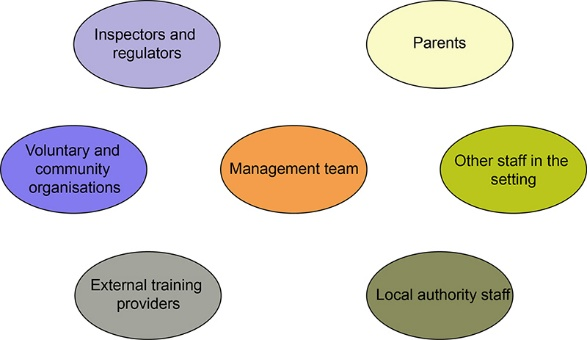 Inspectors and
regulators
Parents
Voluntary and
community
organisations
Management team
Other staff in the
setting
External training
providers
Local authority staff